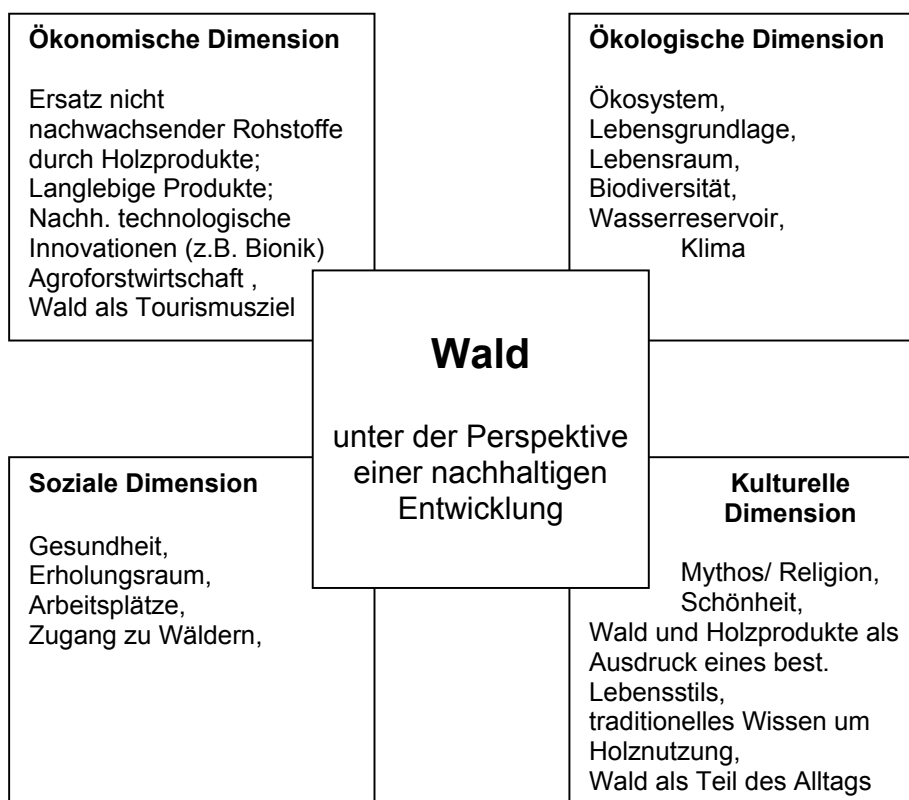 Ökonomische Dimension
Ersatz nicht
nachwachsender Rohstoffe
durch Holzprodukte;
Langlebige Produkte;
Nachh. technologische
Innovationen (z.B. Bionik)
Agroforstwirtschaft ,
Wald als Tourismusziel
Ökologische Dimension
Ökosystem,
Lebensgrundlage,
Lebensraum,
Biodiversität,
Wasserreservoir,
Klima
Wald
unter der Perspektive
einer nachhaltigen
Entwicklung
Soziale Dimension
Gesundheit,
Erholungsraum,
Arbeitsplätze,
Zugang zu Wäldern,
Kulturelle
Dimension
Mythos/ Religion,
Schönheit,
Wald und Holzprodukte als
Ausdruck eines best.
Lebensstils,
traditionelles Wissen um
Holznutzung,
Wald als Teil des Alltags